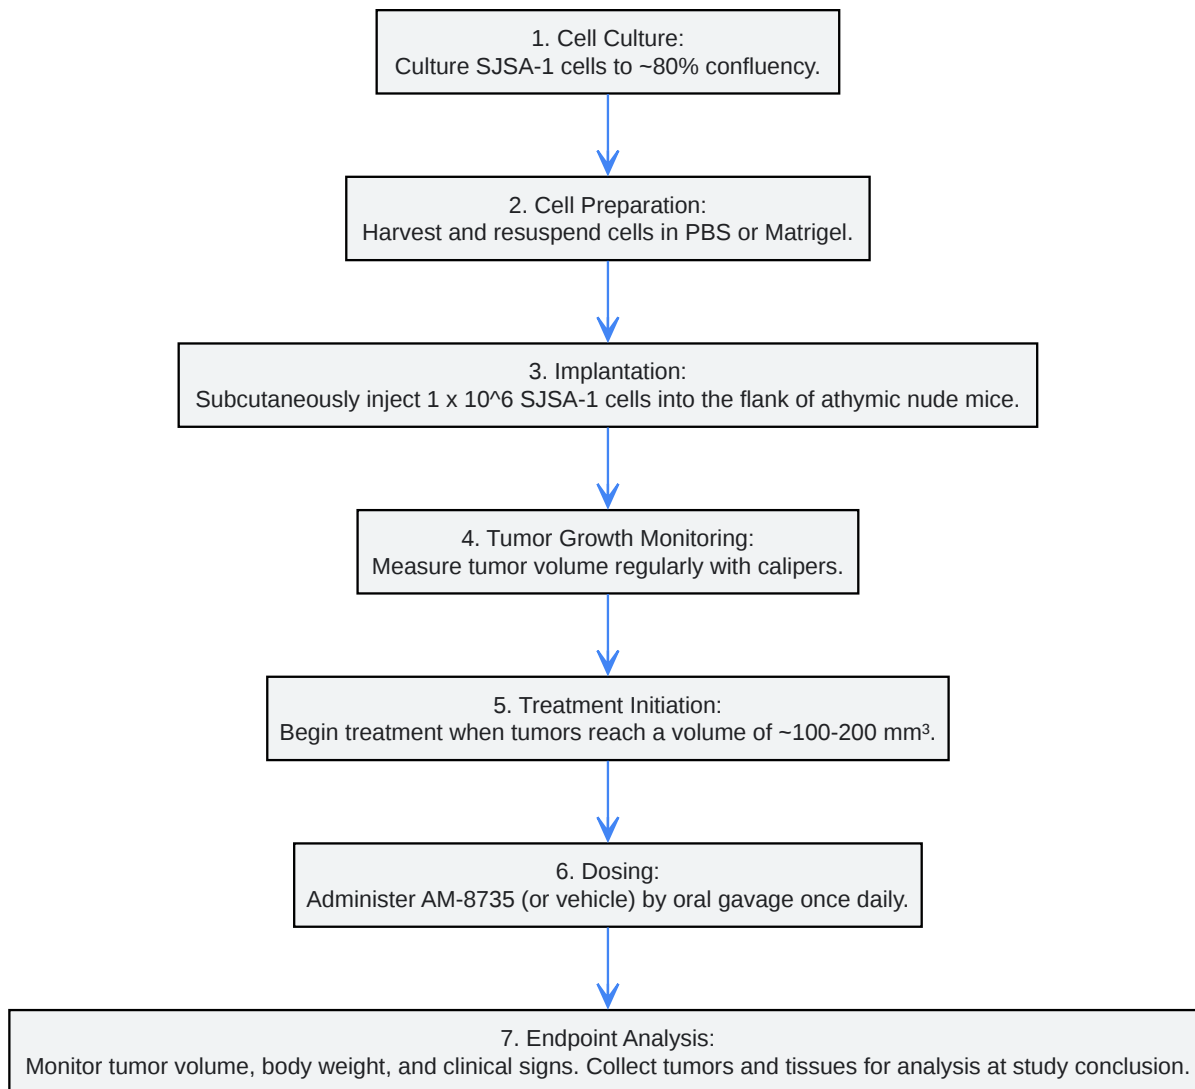 1. Cell Culture:
Culture SJSA-1 cells to ~80% confluency.
2. Cell Preparation:
Harvest and resuspend cells in PBS or Matrigel.
3. Implantation:
Subcutaneously inject 1 x 10^6 SJSA-1 cells into the flank of athymic nude mice.
4. Tumor Growth Monitoring:
Measure tumor volume regularly with calipers.
5. Treatment Initiation:
Begin treatment when tumors reach a volume of ~100-200 mm³.
6. Dosing:
Administer AM-8735 (or vehicle) by oral gavage once daily.
7. Endpoint Analysis:
Monitor tumor volume, body weight, and clinical signs. Collect tumors and tissues for analysis at study conclusion.